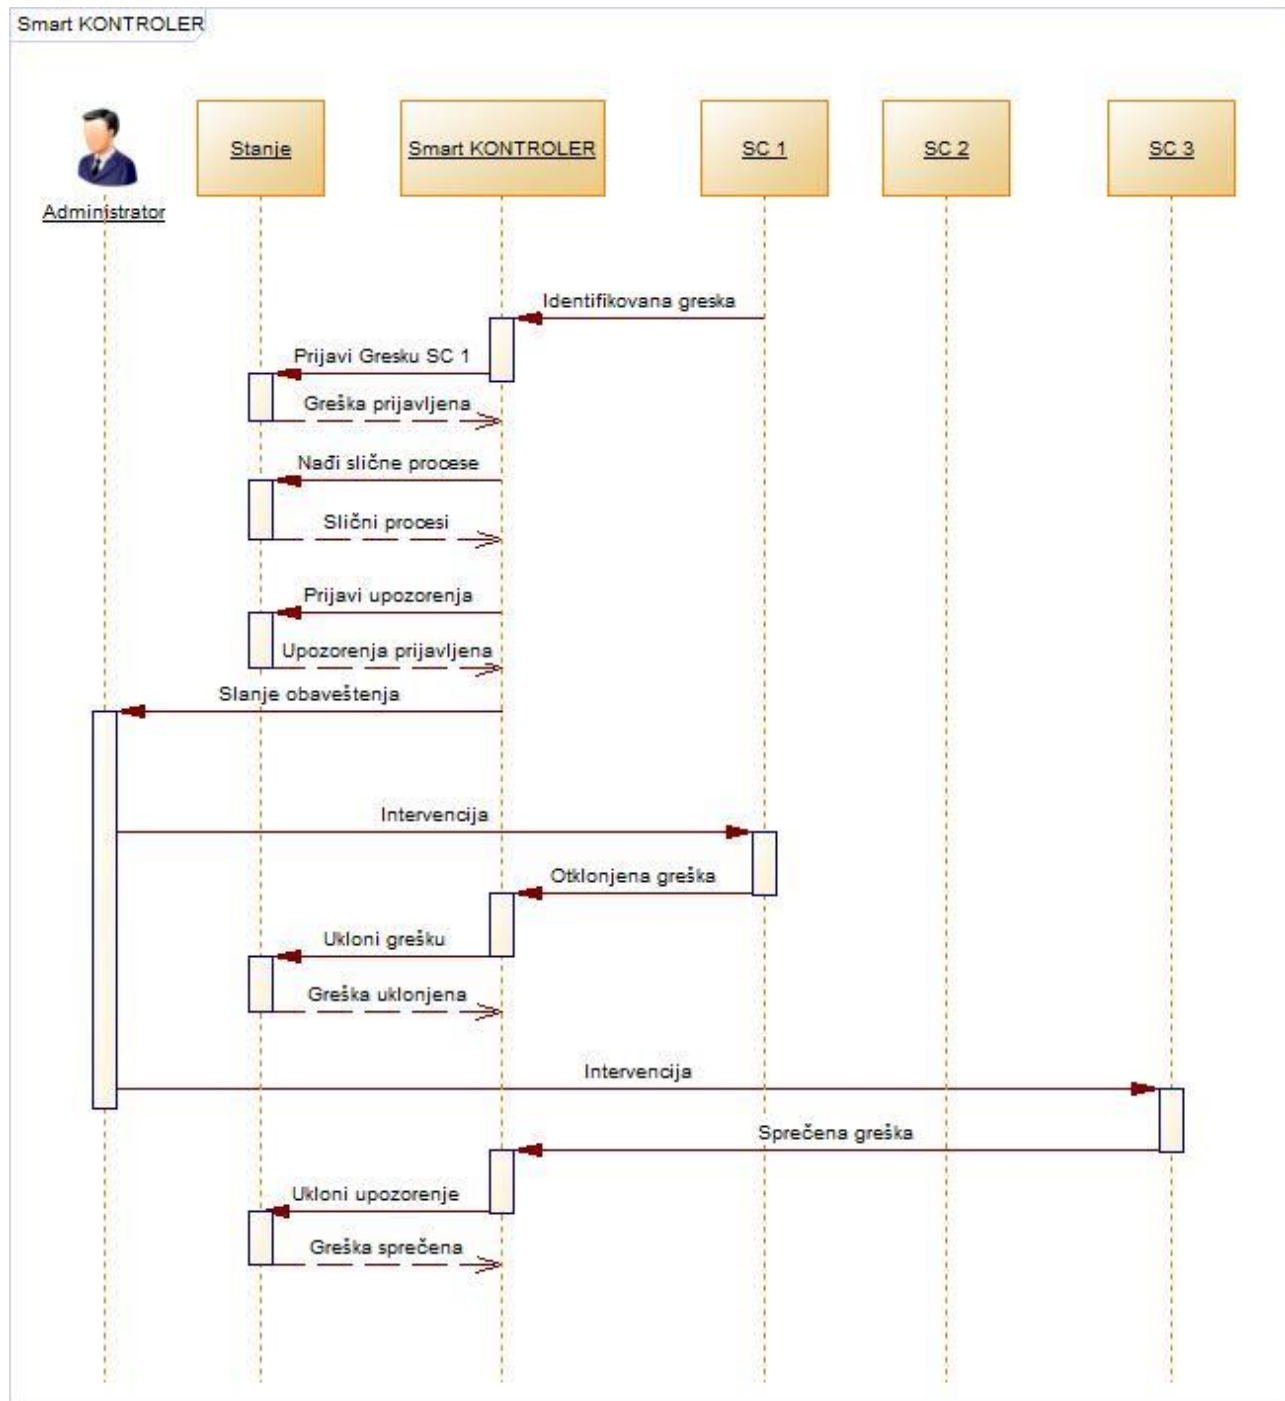 Smart KONTROLER
Stanje
Smart KONTROLER
SC 1
SC 2
SC 3
Administrator
Identifikovana greska
Prijavi Gresku SC 1
Greška prijavljena
Nađi slične procese
Slični procesi
Prijavi upozorenja
Upozorenja prijavljena
Slanje obaveštenja
Intervencija
Otklonjena greška
Ukloni grešku
Greška uklonjena
Intervencija
Sprečena greška
Ukloni upozorenje
Greška sprečena